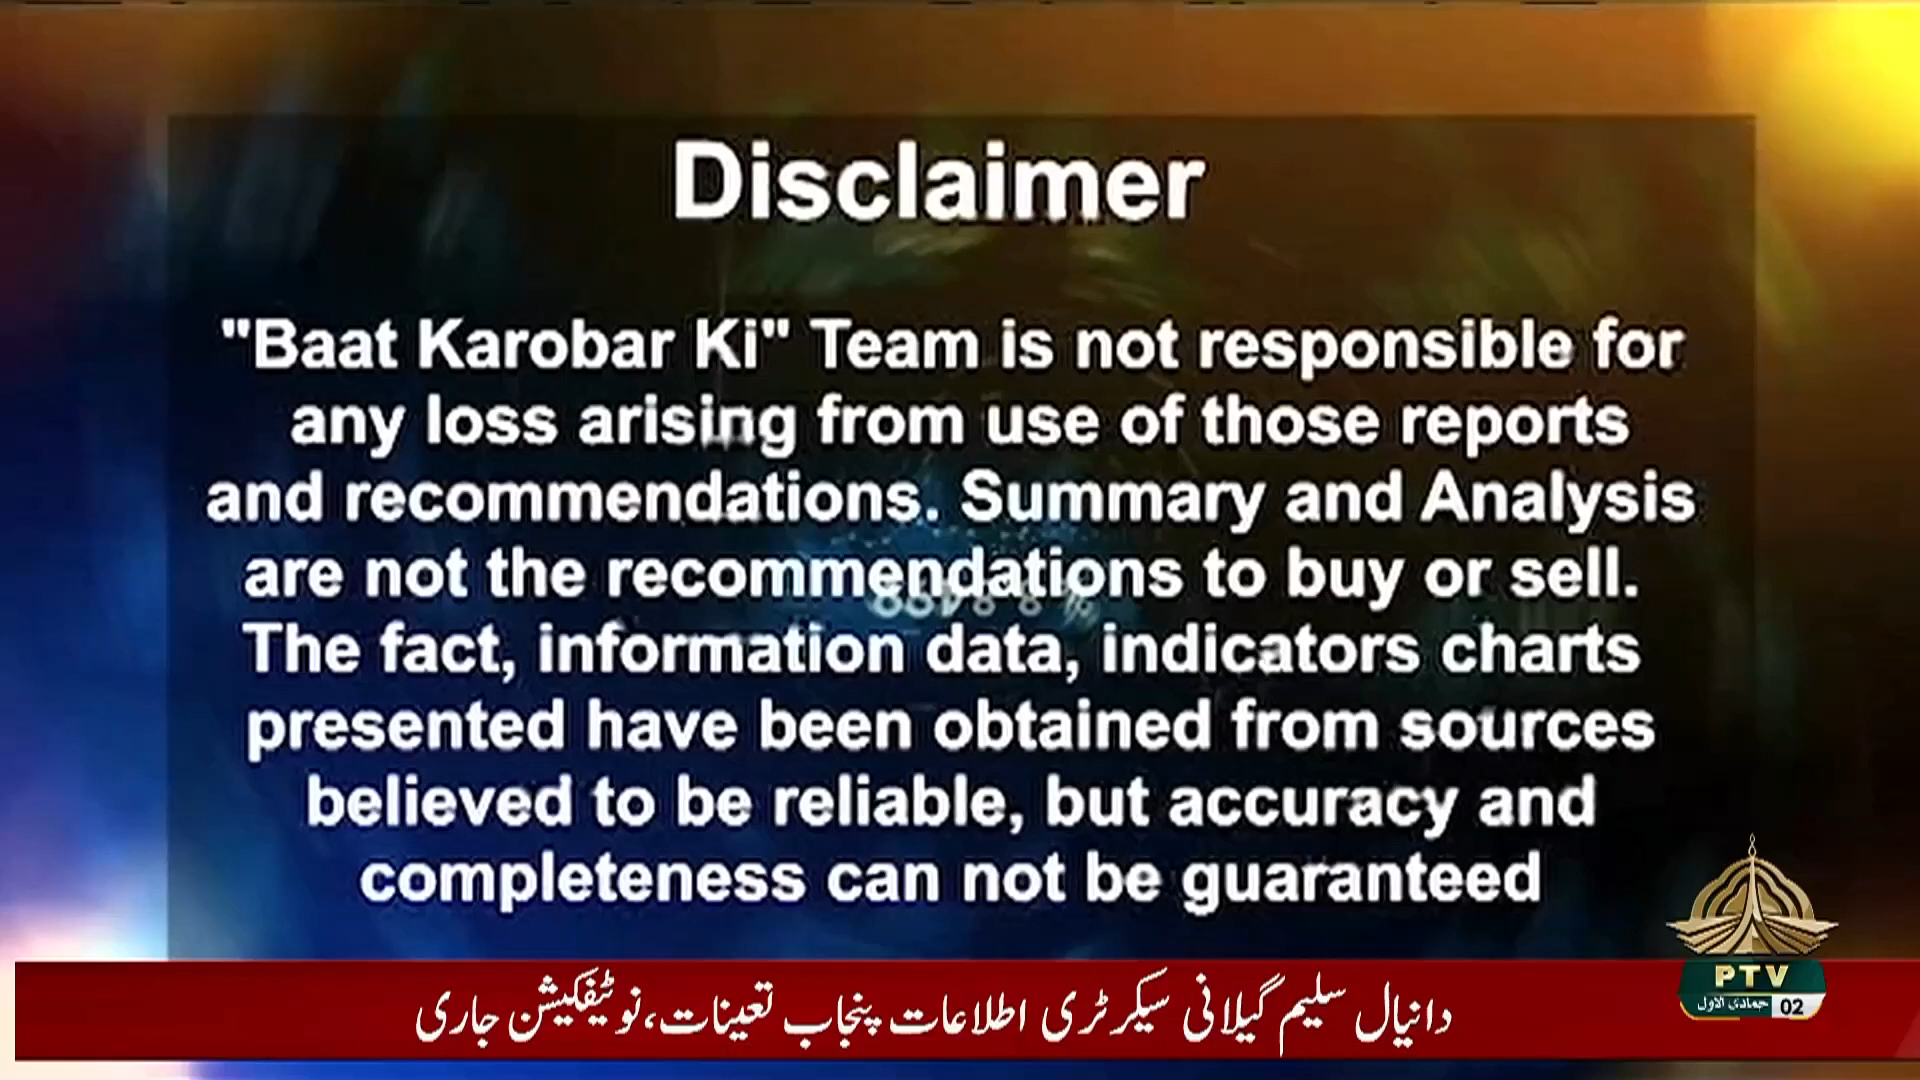 Disclaimer
"Baat Karobar Ki" Team is not responsible for
any loss arising from use of those reports
and recommendations. Summary and Analysis
are not the recommendations to buy or sell.
The fact, information data, indicators charts
presented have been obtained from sources
believed to be reliable, but accuracy and
completeness can not be guaranteed
PTV
جمادی الاول 02
دانیال سلیم گیلانی سیکرٹری اطلاعات پنجاب تعینات،نوٹیفکیشن جاری